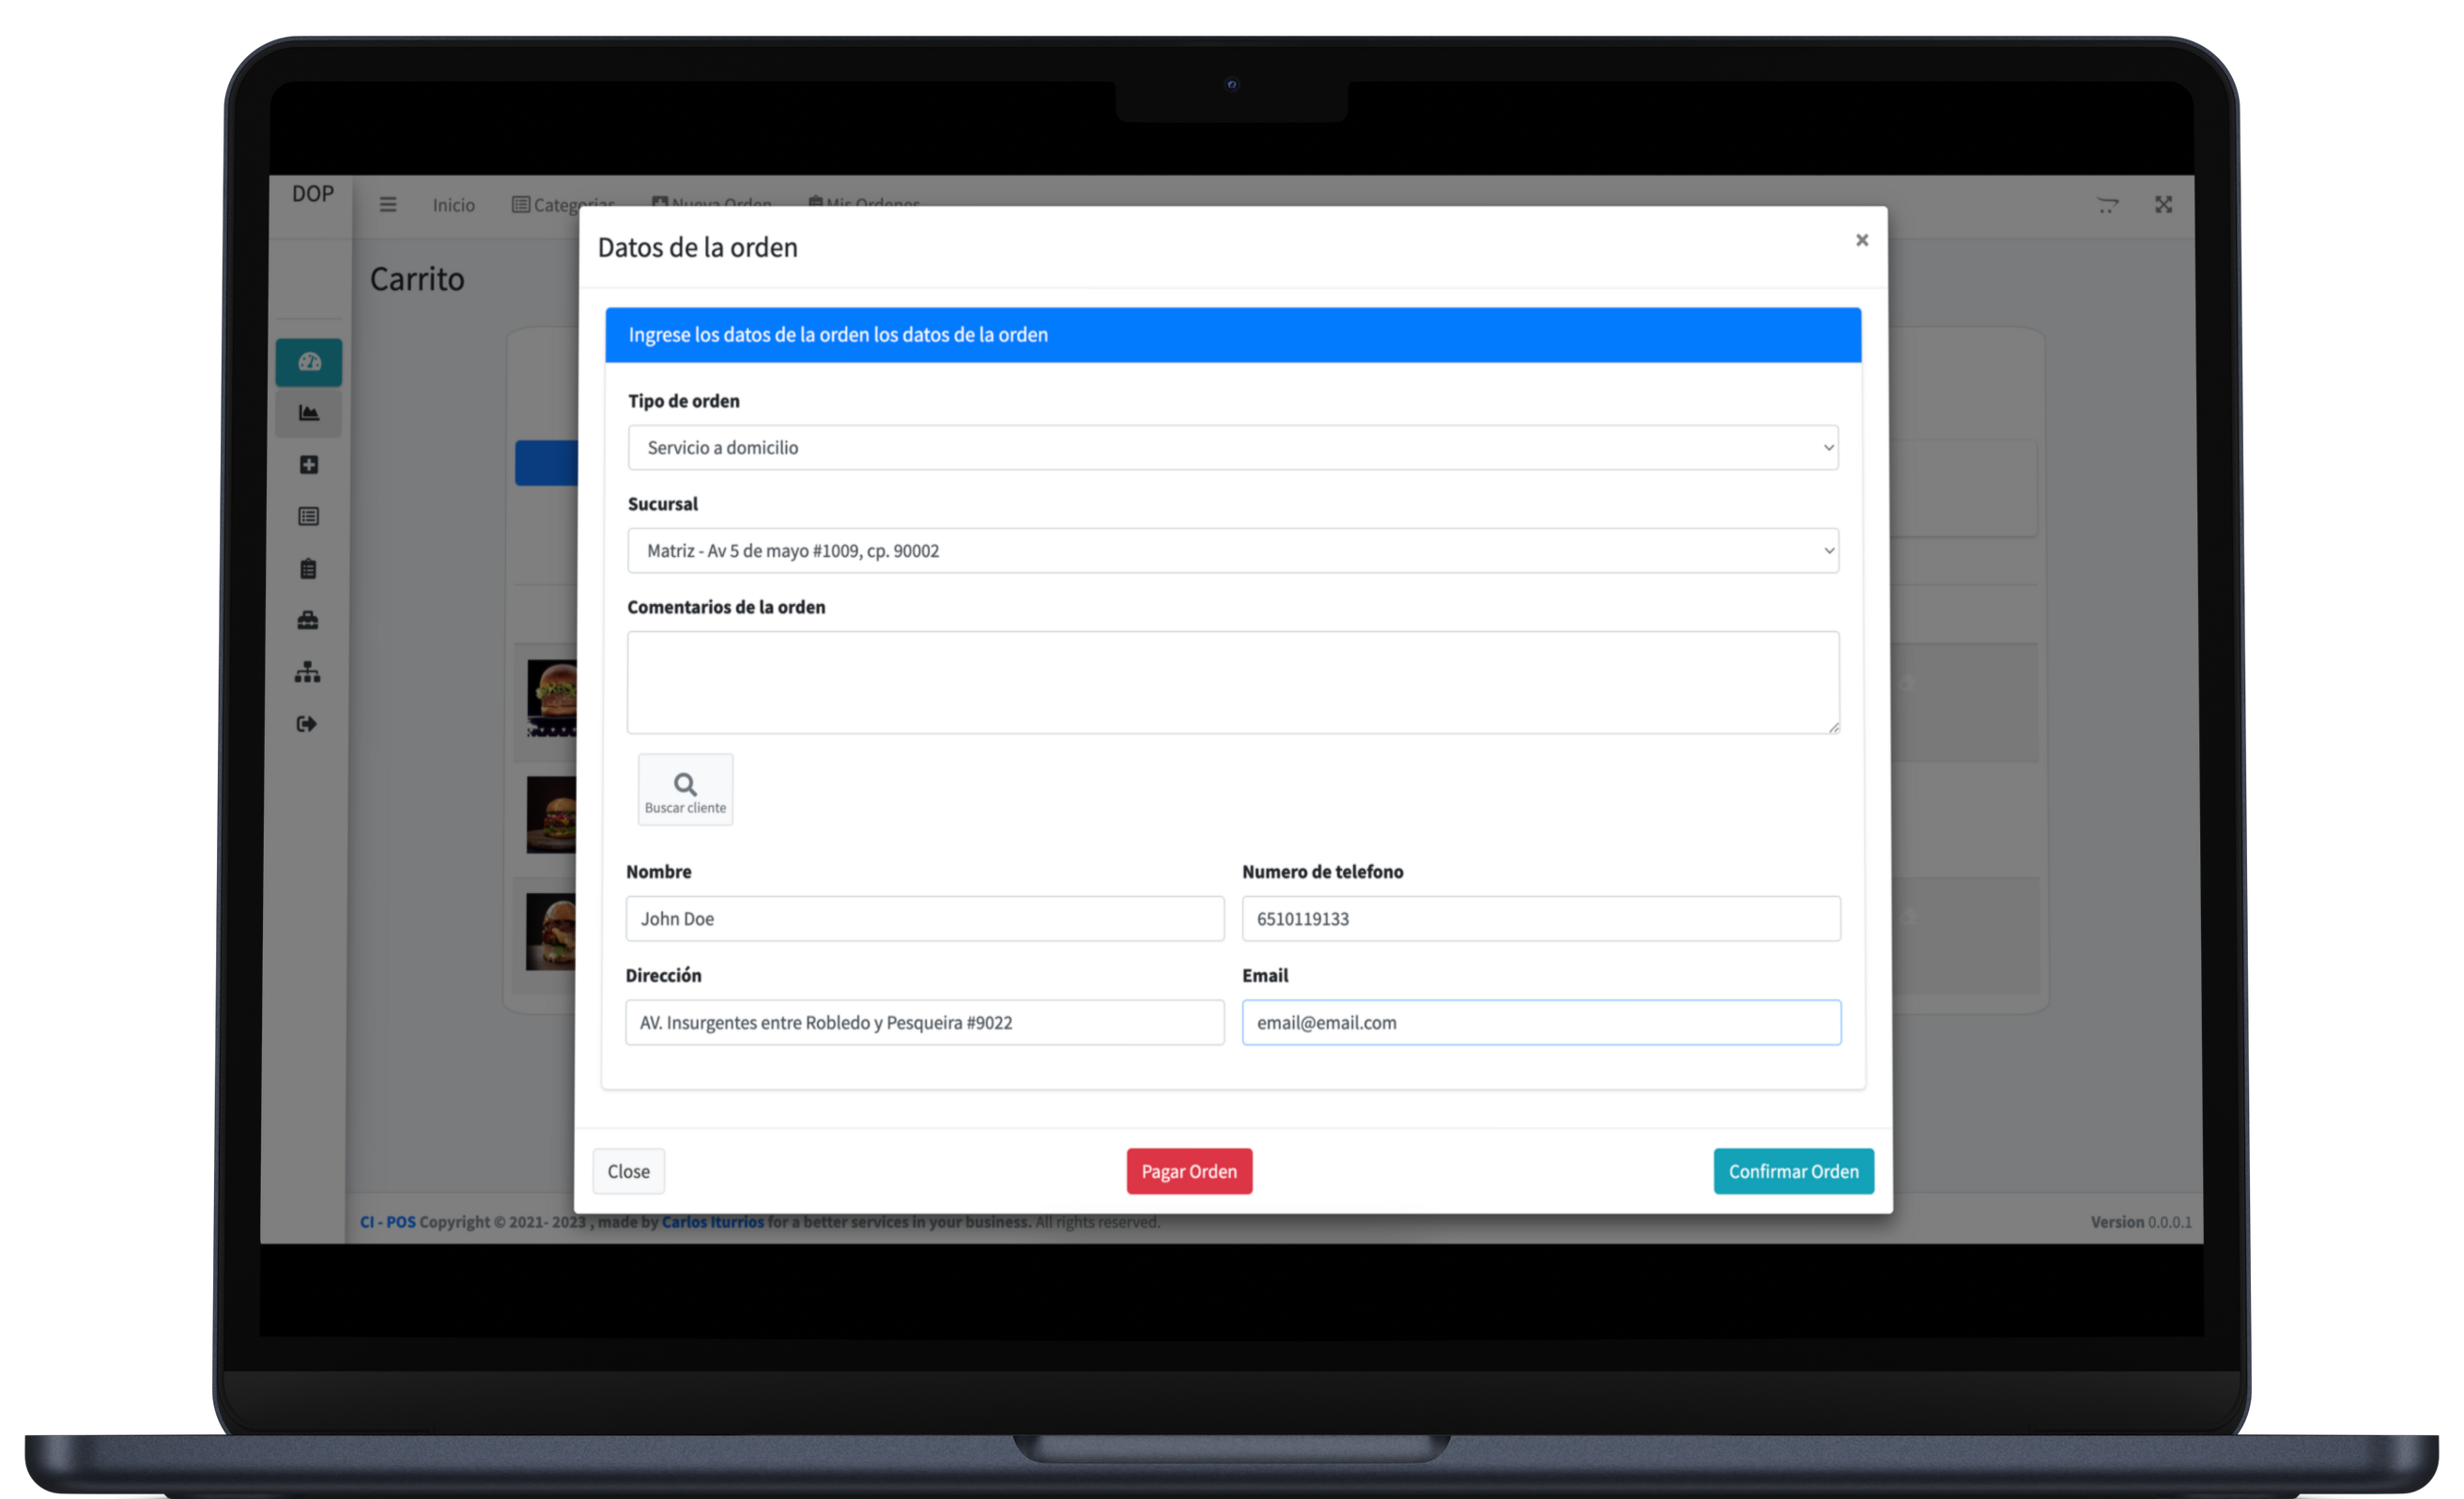 DOP
Inicio
Categorias
Nueva Orden
Mis Ordenes
Carrito
Datos de la orden
×
Ingrese los datos de la orden los datos de la orden
Tipo de orden
Servicio a domicilio
Sucursal
Matriz - Av 5 de mayo #1009, cp. 90002
Comentarios de la orden
Buscar cliente
Nombre
Numero de telefono
John Doe
6510119133
Dirección
Email
AV. Insurgentes entre Robledo y Pesqueira #9022
email@email.com
Close
Pagar Orden
Confirmar Orden
CI - POS Copyright © 2021- 2023 , made by Carlos Iturrios for a better services in your business. All rights reserved.
Version 0.0.0.1